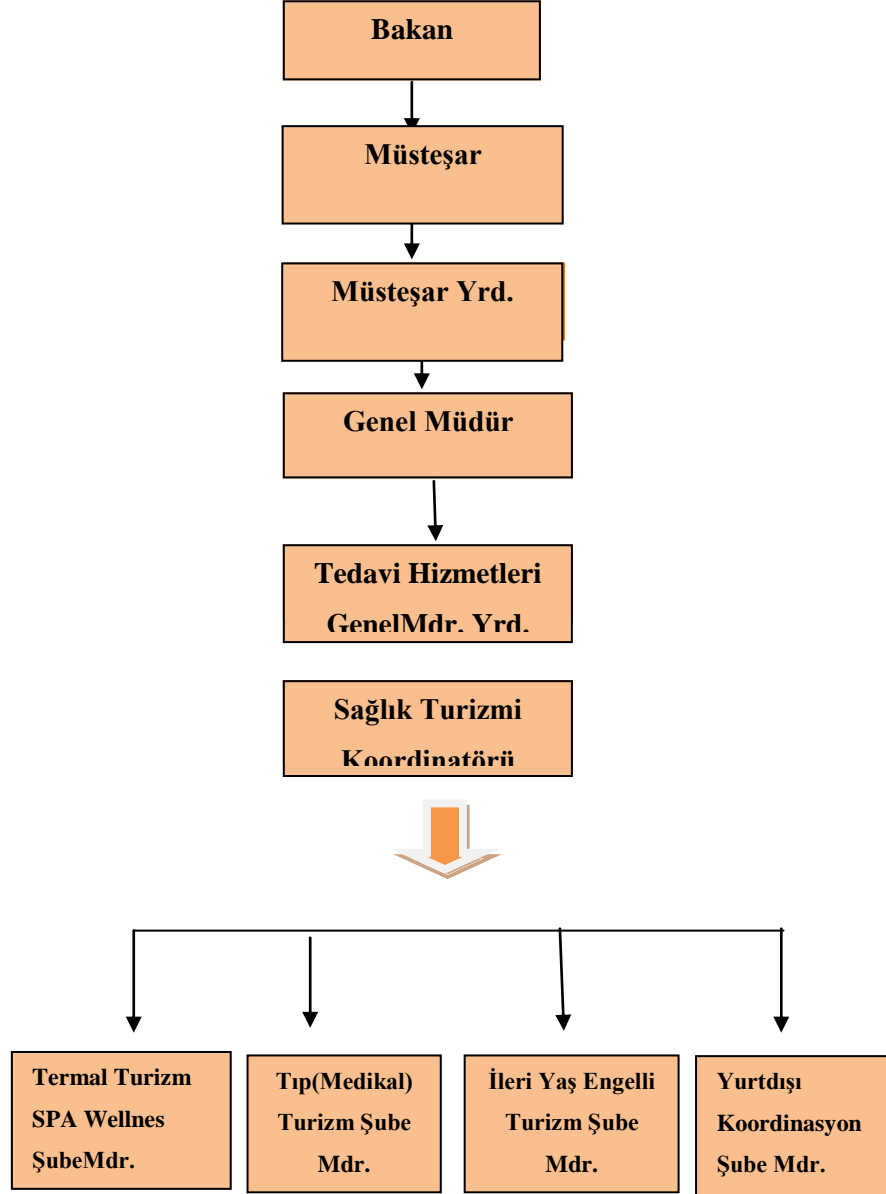 Bakan
Müsteşar
Müsteşar Yrd.
Genel Müdür
Tedavi Hizmetleri
GenelMdr. Yrd.
Sağlık Turizmi
Koordinatörü
Termal Turizm
SPA Wellnes
ŞubeMdr.
Tıp(Medikal)
Turizm Şube
Mdr.
İleri Yaş Engelli
Turizm Şube
Mdr.
Yurtdışı
Koordinasyon
Şube Mdr.